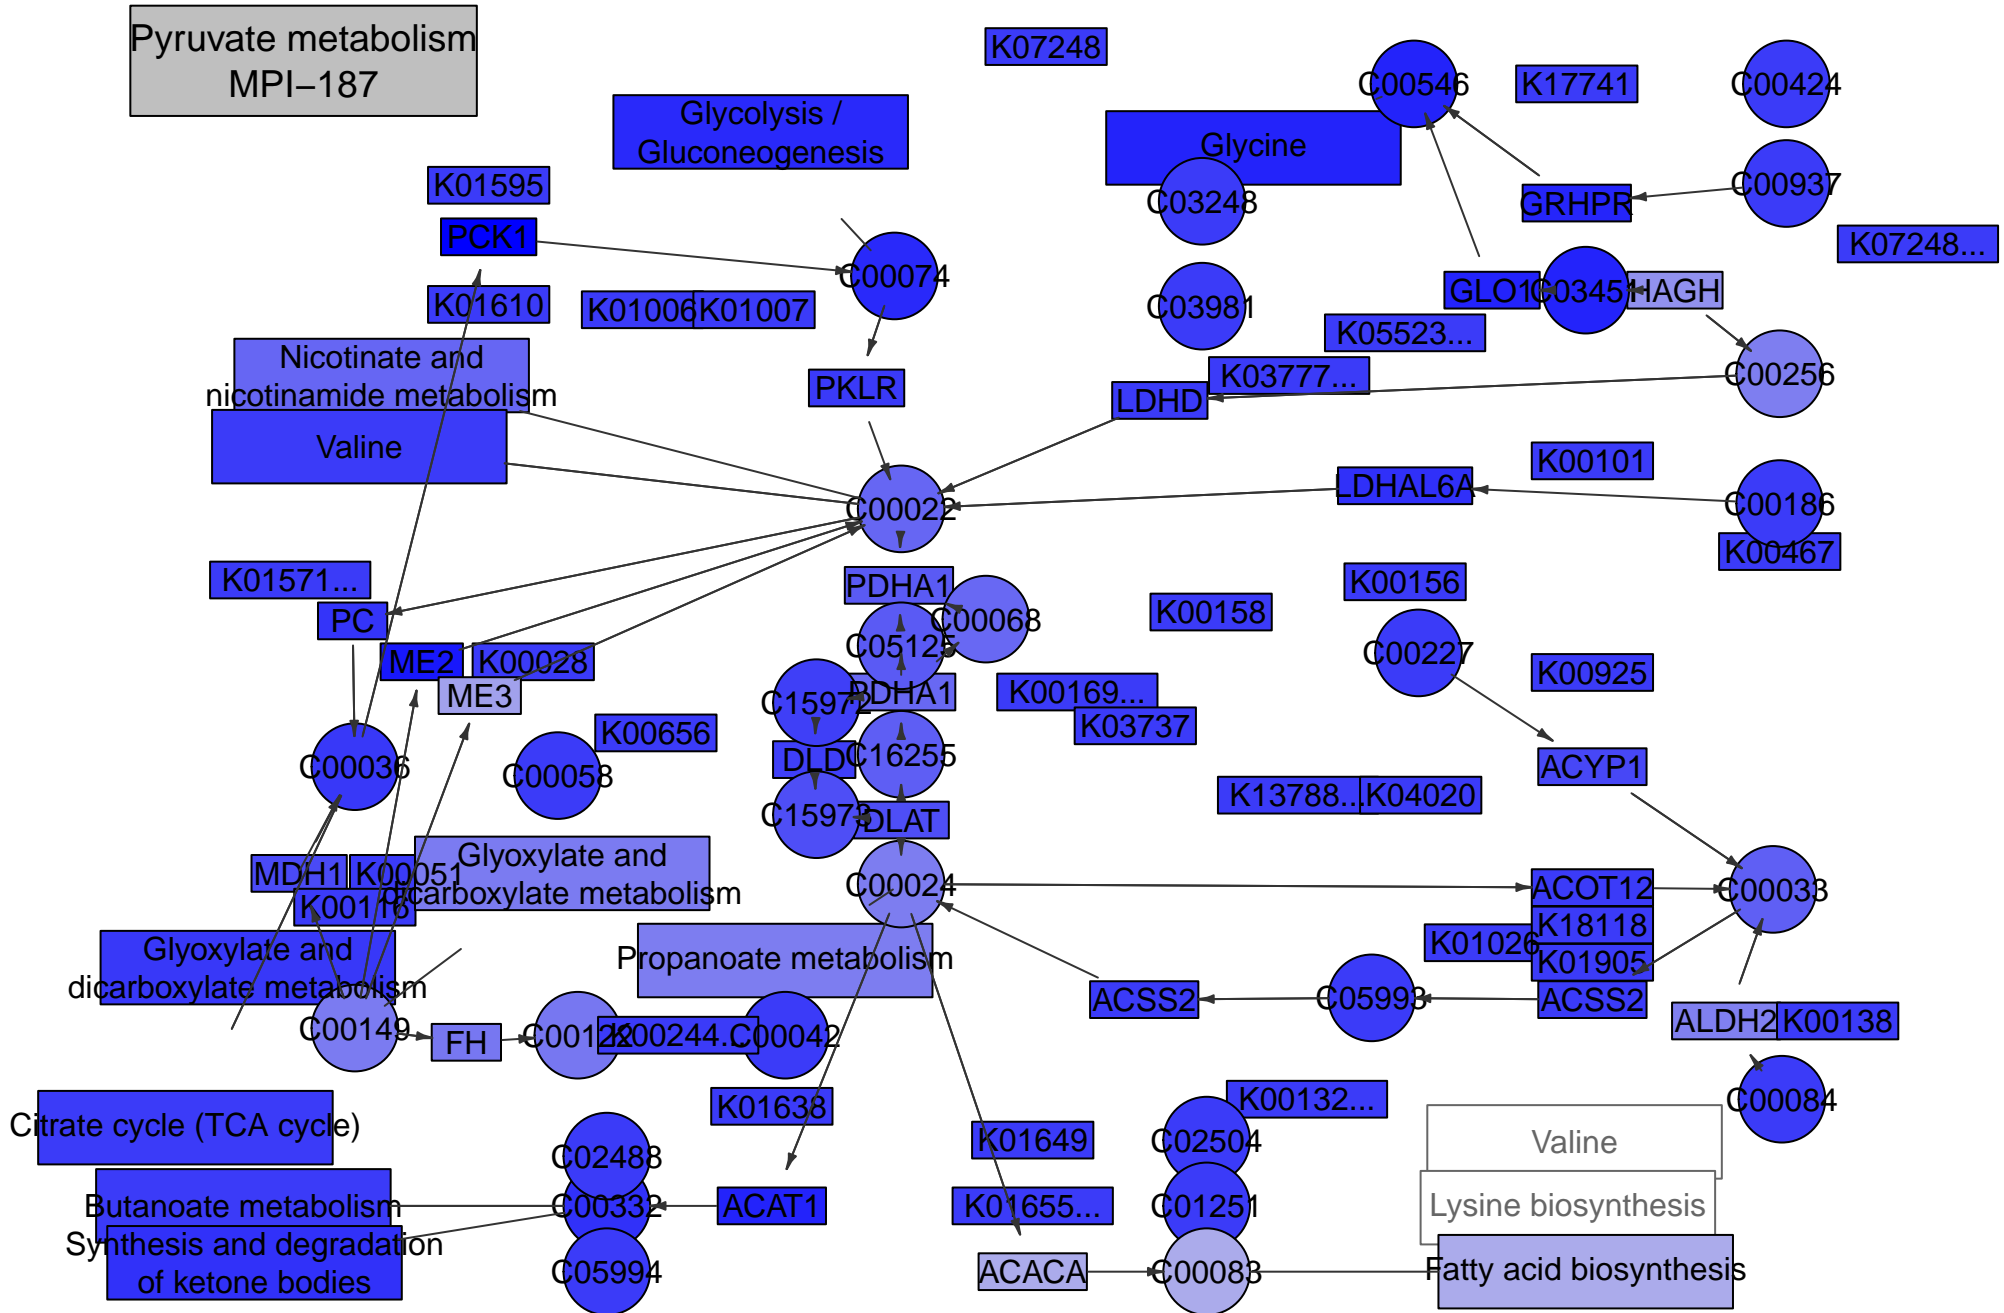 Pyruvate metabolism
MPI−187
K07248
C00546
K17741
C00424
Glycolysis /
Gluconeogenesis
Glycine
K01595
C03248
GRHPR
C00937
PCK1
K07248...
C00074
K01610
K01006
K01007
C03981
GLO1
C03451
HAGH
K05523...
Nicotinate and
nicotinamide metabolism
PKLR
K03777...
C00256
LDHD
Valine
K00101
LDHAL6A
C00186
C00022
K00467
K01571...
PDHA1
K00156
PC
C00068
K00158
C05125
C00227
ME2
K00028
K00925
ME3
C15972
PDHA1
K00169...
K03737
K00656
C00036
C00058
DLD
C16255
ACYP1
K13788...
K04020
C15973
DLAT
MDH1
K00051
Glyoxylate and
dicarboxylate metabolism
C00024
ACOT12
C00033
K00116
K18118
Glyoxylate and
dicarboxylate metabolism
Propanoate metabolism
K01026
K01905
ACSS2
C05993
ACSS2
C00149
FH
C00122
K00244...
C00042
ALDH2
K00138
K01638
K00132...
C00084
Citrate cycle (TCA cycle)
C02488
K01649
C02504
Valine
Butanoate metabolism
C00332
ACAT1
K01655...
C01251
Lysine biosynthesis
Synthesis and degradation
of ketone bodies
C05994
ACACA
C00083
Fatty acid biosynthesis